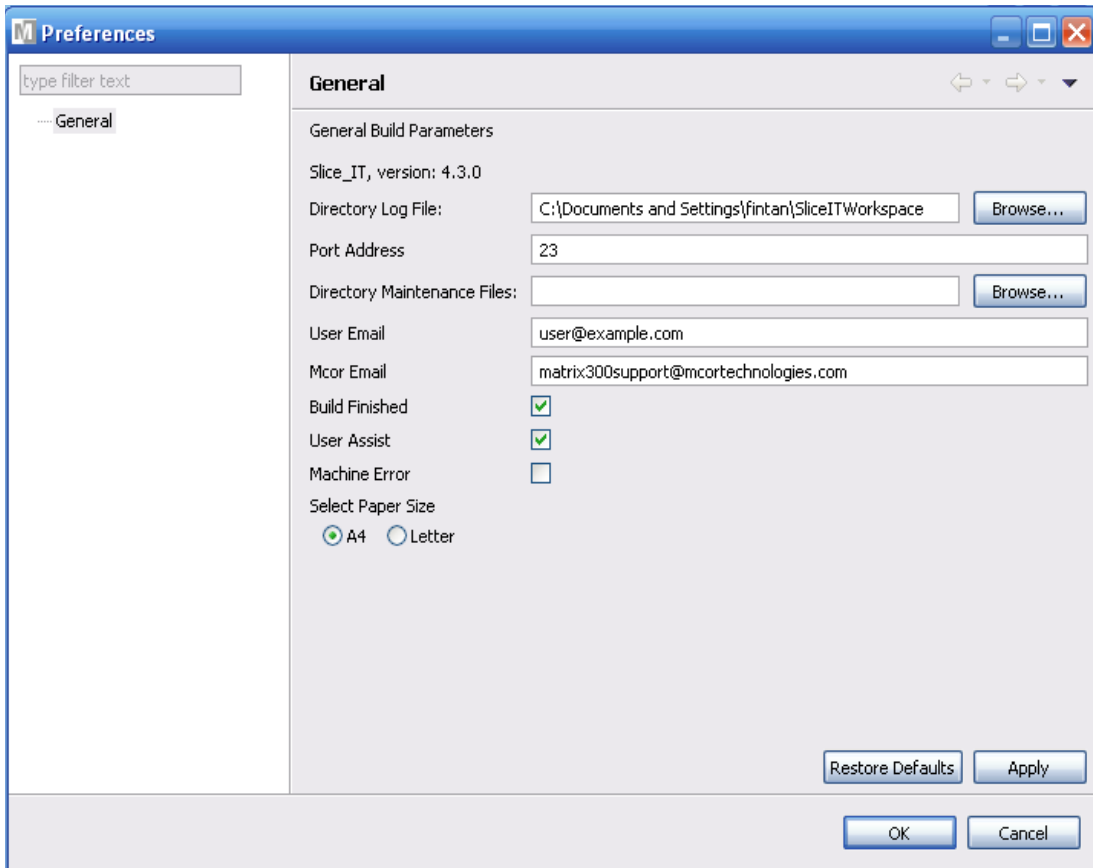 M Preferences
type filter text
General
General
General Build Parameters
Slice_IT, version: 4.3.0
Directory Log File: C:\Documents and Settings\fintan\SliceITWorkspace Browse...
Port Address 23
Directory Maintenance Files: Browse...
User Email user@example.com
Mcor Email matrix300support@mcortechnologies.com
Build Finished
User Assist
Machine Error
Select Paper Size
A4 Letter
Restore Defaults Apply
OK Cancel